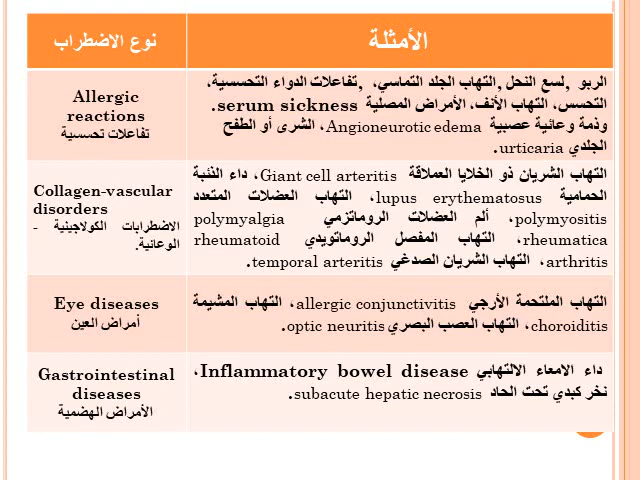 نوع الاضطراب
الأمثلة
Allergic
reactions
تفاعلات تحسسية
الربو ,لسع النحل ,التهاب الجلد التماسي، ,تفاعلات الدواء التحسسية،
التحسس، التهاب الأنف، الأمراض المصلية serum sickness.
وذمة وعائية عصبية Angioneurotic edema، الشرى أو الطفح
الجلدي urticaria.
Collagen-vascular
disorders
الاضطرابات الكولاجينية -
الوعائية.
التهاب الشريان ذو الخلايا العملاقة Giant cell arteritis، داء الذئبة
الحمامية lupus erythematosus، التهاب العضلات المتعدد
polymyositis، ألم العضلات الروماتزمي polymyalgia
rheumatica، التهاب المفصل الروماتويدي rheumatoid
arthritis، التهاب الشريان الصدغي temporal arteritis.
Eye diseases
أمراض العين
التهاب الملتحمة الأرجي allergic conjunctivitis، التهاب المشيمة
choroiditis، التهاب العصب البصري optic neuritis.
Gastrointestinal
diseases
الأمراض الهضمية
داء الامعاء الالتهابي Inflammatory bowel disease،
نخر كبدي تحت الحاد subacute hepatic necrosis.